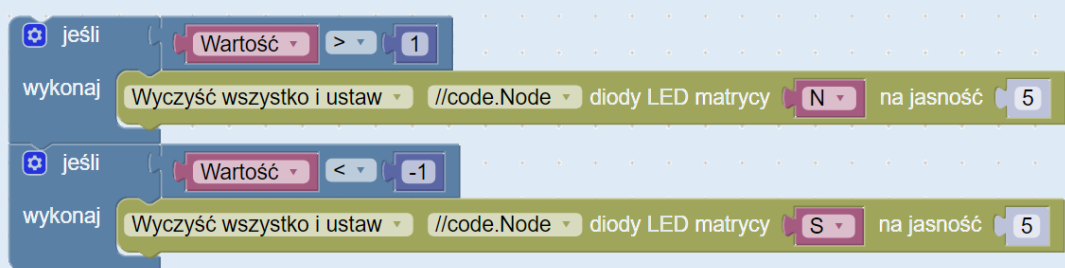 jeśli Wartość > 1
wykonaj Wyczyść wszystko i ustaw //code.Node diody LED matrycy N na jasność 5
jeśli Wartość < -1
wykonaj Wyczyść wszystko i ustaw //code.Node diody LED matrycy S na jasność 5